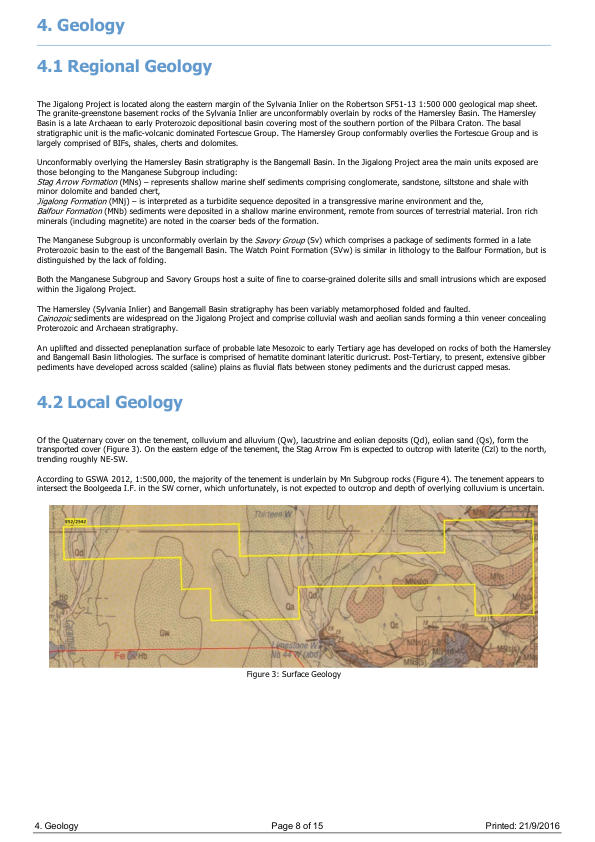 4. Geology
4.1 Regional Geology
The Jigalong Project is located along the eastern margin of the Sylvania Inlier on the Robertson SF51-13 1:500 000 geological map sheet.
The granite-greenstone basement rocks of the Sylvania Inlier are unconformably overlain by rocks of the Hamersley Basin. The Hamersley
Basin is a late Archaean to early Proterozoic depositional basin covering most of the southern portion of the Pilbara Craton. The basal
stratigraphic unit is the mafic-volcanic dominated Fortescue Group. The Hamersley Group conformably overlies the Fortescue Group and is
largely comprised of BIFs, shales, cherts and dolomites.
Unconformably overlying the Hamersley Basin stratigraphy is the Bangemall Basin. In the Jigalong Project area the main units exposed are
those belonging to the Manganese Subgroup including:
Stag Arrow Formation (MNs) – represents shallow marine shelf sediments comprising conglomerate, sandstone, siltstone and shale with
minor dolomite and banded chert,
Jigalong Formation (MNj) – is interpreted as a turbidite sequence deposited in a transgressive marine environment and the,
Balfour Formation (MNb) sediments were deposited in a shallow marine environment, remote from sources of terrestrial material. Iron rich
minerals (including magnetite) are noted in the coarser beds of the formation.
The Manganese Subgroup is unconformably overlain by the Savory Group (Sv) which comprises a package of sediments formed in a late
Proterozoic basin to the east of the Bangemall Basin. The Watch Point Formation (SVw) is similar in lithology to the Balfour Formation, but is
distinguished by the lack of folding.
Both the Manganese Subgroup and Savory Groups host a suite of fine to coarse-grained dolerite sills and small intrusions which are exposed
within the Jigalong Project.
The Hamersley (Sylvania Inlier) and Bangemall Basin stratigraphy has been variably metamorphosed folded and faulted.
Cainozoic sediments are widespread on the Jigalong Project and comprise colluvial wash and aeolian sands forming a thin veneer concealing
Proterozoic and Archaean stratigraphy.
An uplifted and dissected peneplanation surface of probable late Mesozoic to early Tertiary age has developed on rocks of both the Hamersley
and Bangemall Basin lithologies. The surface is comprised of hematite dominant lateritic duricrust. Post-Tertiary, to present, extensive gibber
pediments have developed across scalded (saline) plains as fluvial flats between stoney pediments and the duricrust capped mesas.
4.2 Local Geology
Of the Quaternary cover on the tenement, colluvium and alluvium (Qw), lacustrine and eolian deposits (Qd), eolian sand (Qs), form the
transported cover (Figure 3). On the eastern edge of the tenement, the Stag Arrow Fm is expected to outcrop with laterite (Czl) to the north,
trending roughly NE-SW.
According to GSWA 2012, 1:500,000, the majority of the tenement is underlain by Mn Subgroup rocks (Figure 4). The tenement appears to
intersect the Boolgeeda I.F. in the SW corner, which unfortunately, is not expected to outcrop and depth of overlying colluvium is uncertain.
Thirteen W
E52/2542
Qd
MNs
Qd
Qa
Qc
Qw
Limestone W
No 44 W (abd)
Fe
Hb
Figure 3: Surface Geology
4. Geology
Page 8 of 15
Printed: 21/9/2016